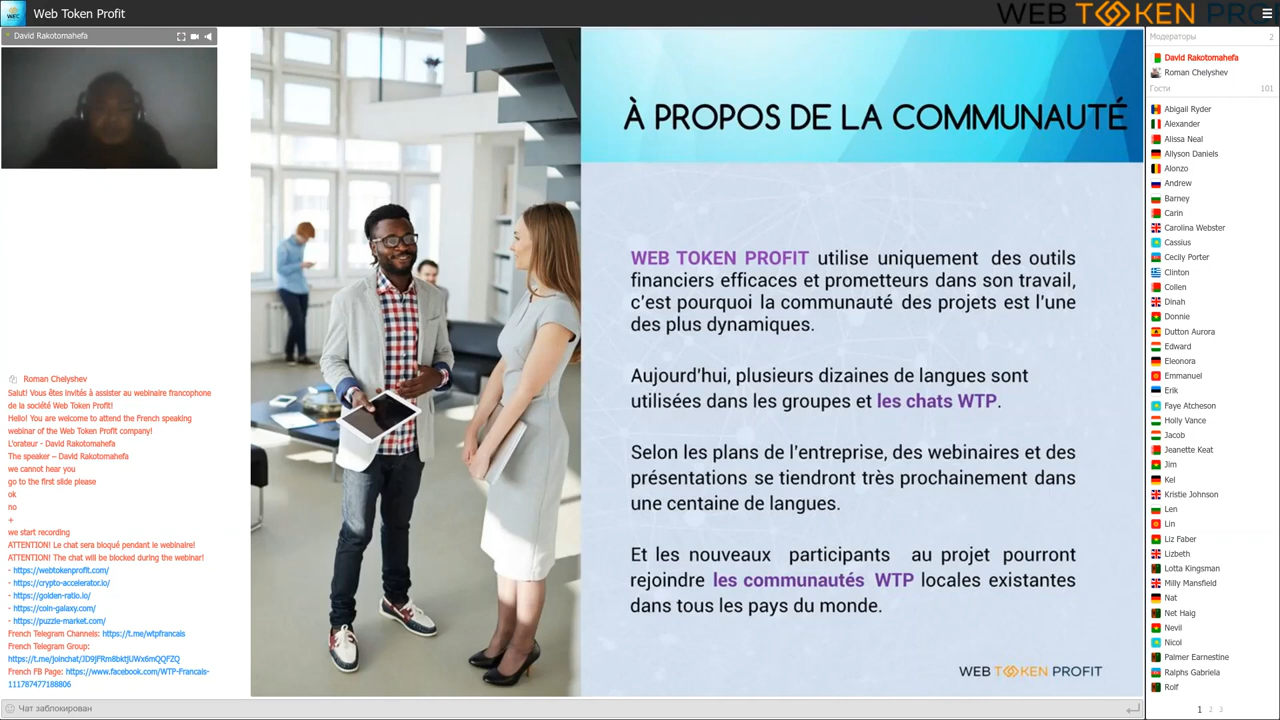 Web Token Profit
WEB TOKEN PRO
David Rakotomahefa
À PROPOS DE LA COMMUNAUTÉ
WEB TOKEN PROFIT utilise uniquement des outils
financiers efficaces et prometteurs dans son travail,
c'est pourquoi la communauté des projets est l'une
des plus dynamiques.
Aujourd'hui, plusieurs dizaines de langues sont
utilisées dans les groupes et les chats WTP.
Selon les plans de l'entreprise, des webinaires et des
présentations se tiendront très prochainement dans
une centaine de langues.
Et les nouveaux participants au projet pourront
rejoindre les communautés WTP locales existantes
dans tous les pays du monde.
WEB TOKEN PROFIT
Roman Chelyshev
Salut! Vous êtes invités à assister au webinaire francophone
de la société Web Token Profit!
Hello! You are welcome to attend the French speaking
webinar of the Web Token Profit company!
L'orateur - David Rakotomahefa
The speaker – David Rakotomahefa
we cannot hear you
go to the first slide please
ok
no
+
we start recording
ATTENTION! Le chat sera bloqué pendant le webinaire!
ATTENTION! The chat will be blocked during the webinar!
- https://webtokenprofit.com/
- https://crypto-accelerator.io/
- https://golden-ratio.io/
- https://coin-galaxy.com/
- https://puzzle-market.com/
French Telegram Channels: https://t.me/wtpfrancais
French Telegram Group:
https://t.me/joinchat/JD9jFRm8bktjUWx6mQQFZQ
French FB Page: https://www.facebook.com/WTP-Francais-
111787477188806
Чат заблокирован
Модераторы 2
David Rakotomahefa
Roman Chelyshev
Гости 101
Abigail Ryder
Alexander
Alissa Neal
Allyson Daniels
Alonzo
Andrew
Barney
Carin
Carolina Webster
Cassius
Cecily Porter
Clinton
Collen
Dinah
Donnie
Dutton Aurora
Edward
Eleonora
Emmanuel
Erik
Faye Atcheson
Holly Vance
Jacob
Jeanette Keat
Jim
Kel
Kristie Johnson
Len
Lin
Liz Faber
Lizbeth
Lotta Kingsman
Milly Mansfield
Nat
Net Haig
Nevil
Nicol
Palmer Earnestine
Ralphs Gabriela
Rolf
1 2 3